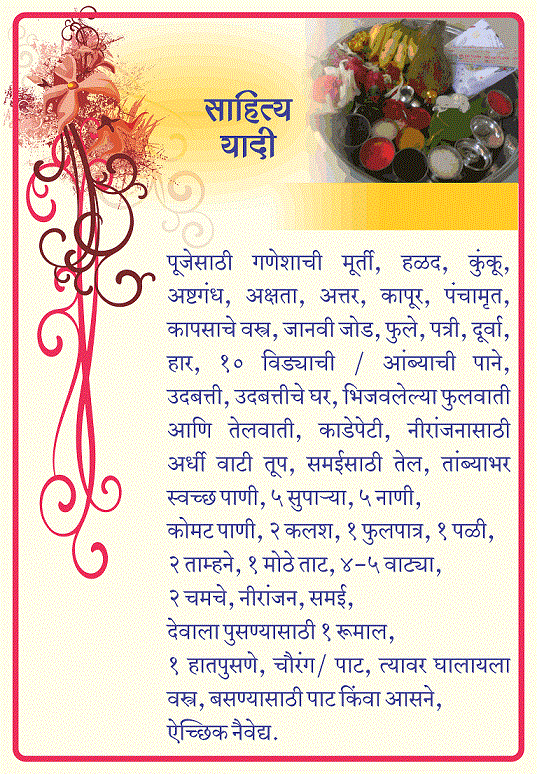 साहित्य
यादी
पूजेसाठी गणेशाची मूर्ती, हळद, कुंकू,
अष्टगंध, अक्षता, अत्तर, कापूर, पंचामृत,
कापसाचे वस्त्र, जानवी जोड, फुले, पत्री, दूर्वा,
हार, १० विड्याची / आंब्याची पाने,
उदबत्ती, उदबत्तीचे घर, भिजवलेल्या फुलवाती
आणि तेलवाती, काडेपेटी, नीरांजनासाठी
अर्धी वाटी तूप, समईसाठी तेल, तांब्याभर
स्वच्छ पाणी, ५ सुपाऱ्या, ५ नाणी,
कोमट पाणी, २ कलश, १ फुलपात्र, १ पळी,
२ ताम्हने, १ मोठे ताट, ४-५ वाट्या,
२ चमचे, नीरांजन, समई,
देवाला पुसण्यासाठी १ रूमाल,
१ हातपुसणे, चौरंग/ पाट, त्यावर घालायला
वस्त्र, बसण्यासाठी पाट किंवा आसने,
ऐच्छिक नैवेद्य.